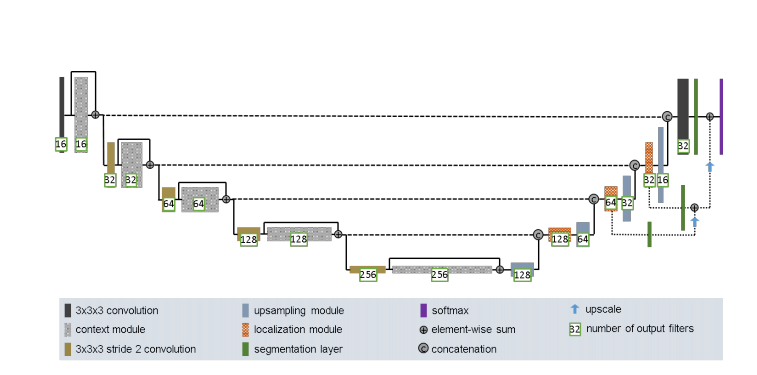 16 16 32
C
32 32 32 16
C
64 64 64 32
C
128 128 128 64
C
256 256 128
3x3x3 convolution upsampling module softmax upscale
context module localization module element-wise sum 32 number of output filters
3x3x3 stride 2 convolution segmentation layer C concatenation